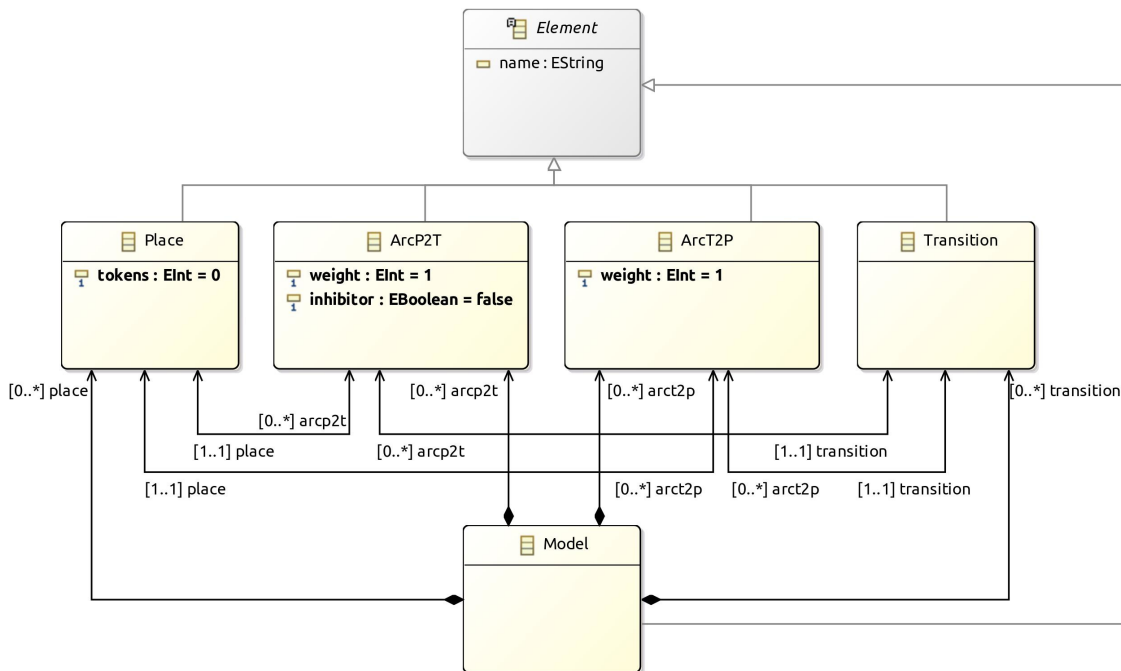 Element
name : EString
Place
ArcP2T
ArcT2P
Transition
tokens : EInt = 0
weight : EInt = 1
weight : EInt = 1
inhibitor : EBoolean = false
[0..*] place
[0..*] arcp2t
[0..*] arct2p
[0..*] transition
[0..*] arcp2t
[1..1] place
[0..*] arcp2t
[1..1] transition
[1..1] place
[0..*] arct2p
[0..*] arct2p
[1..1] transition
Model